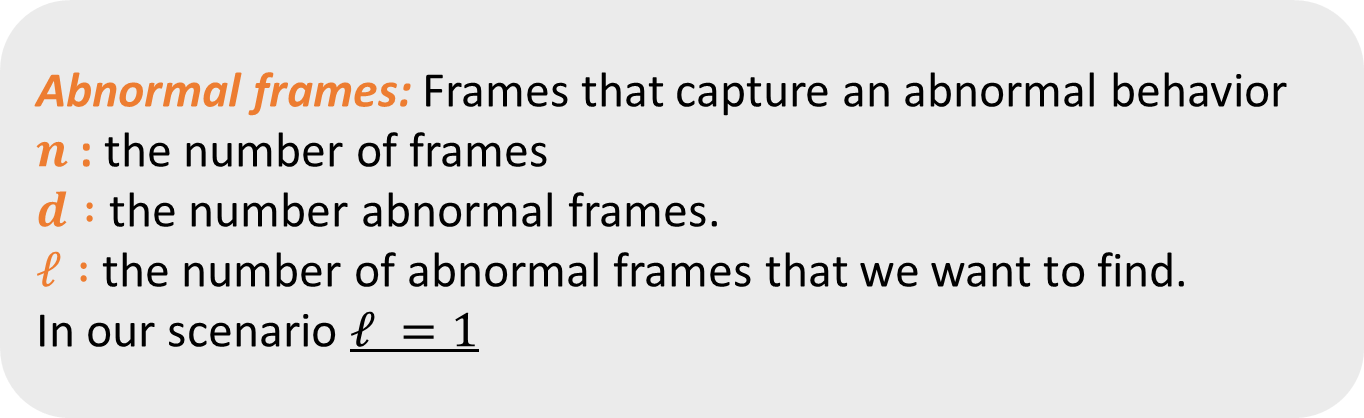 Abnormal frames: Frames that capture an abnormal behavior
n : the number of frames
d : the number abnormal frames.
ℓ : the number of abnormal frames that we want to find.
In our scenario ℓ = 1